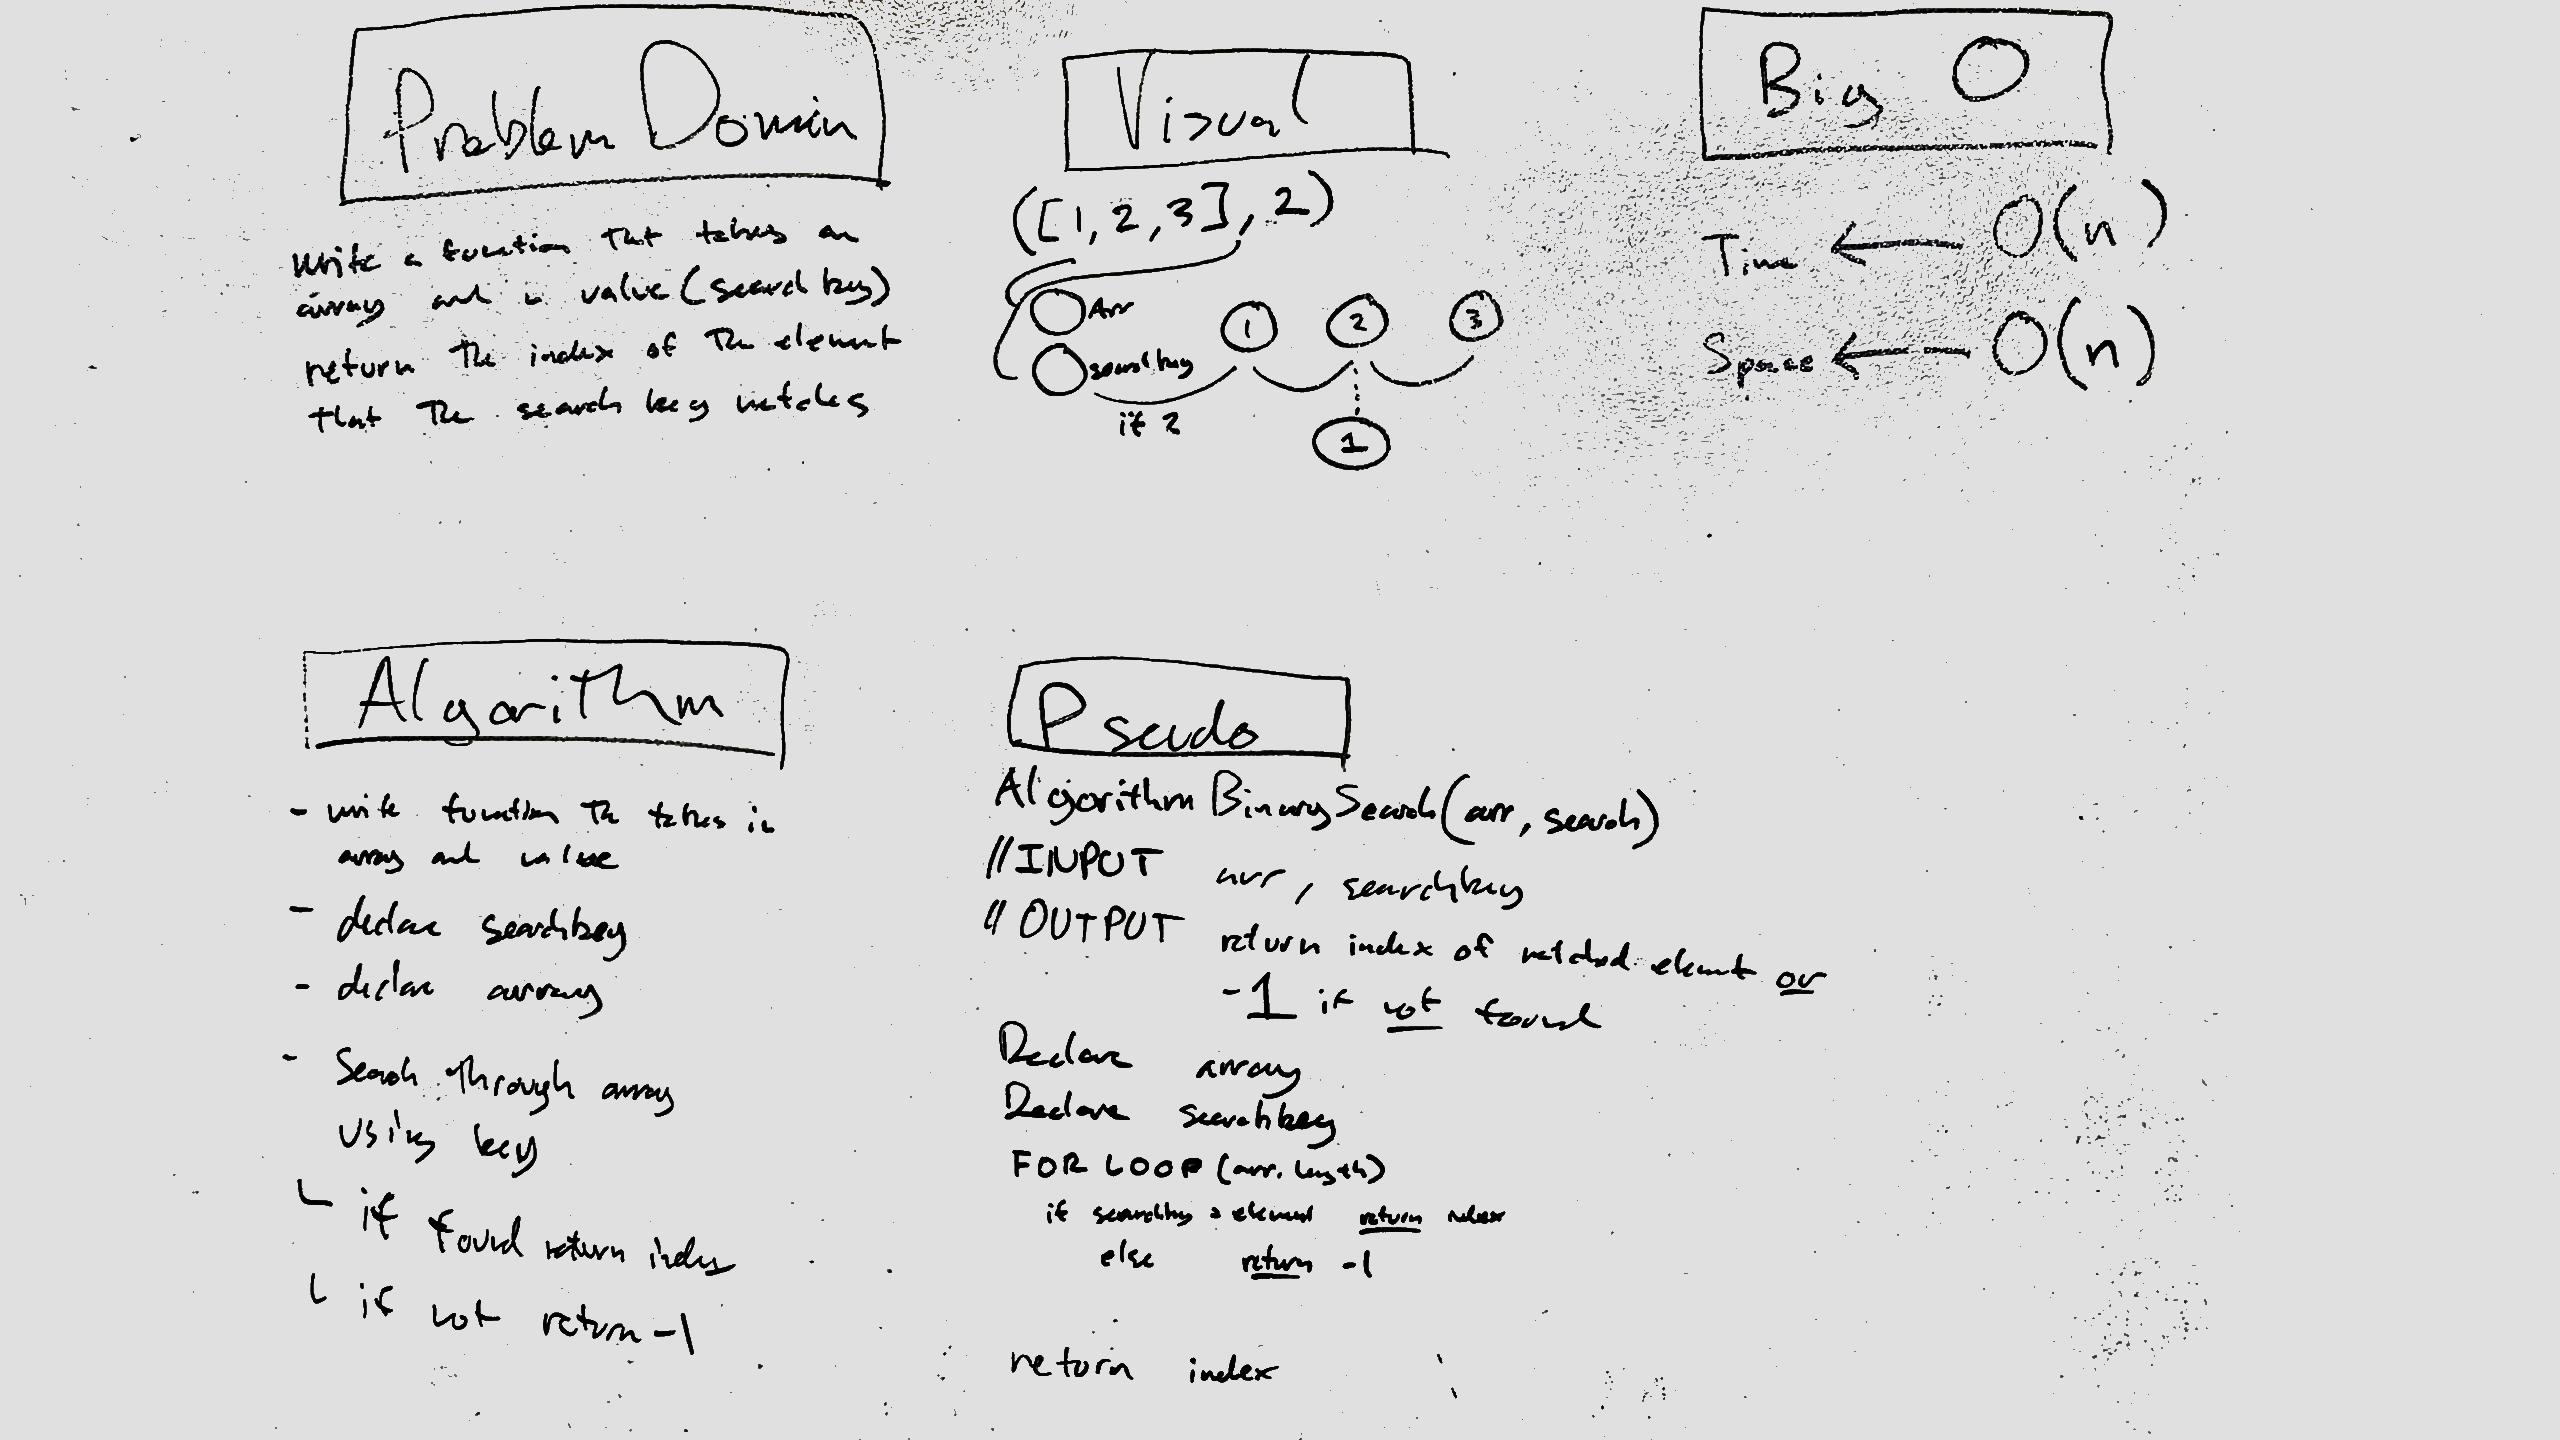 Problem Domain
Write a function That takes an
array and a value (search key)
return The index of The element
that The search key matches
Visual
([1, 2, 3], 2)
Arr
searchkey
1 2 3
if 2
1
Big O
Time ← O(n)
Space ← O(n)
Algorithm
- write function Th takes in
array and value
- declare searchkey
- declare array
- Search through array
using key
if found return index
if not return -1
Pseudo
Algorithm BinarySearch(arr, search)
//INPUT arr, searchkey
//OUTPUT return index of matched element or
-1 if not found
Declare array
Declare searchkey
FOR LOOP (arr.length)
if searchkey = element return index
else return -1
return index